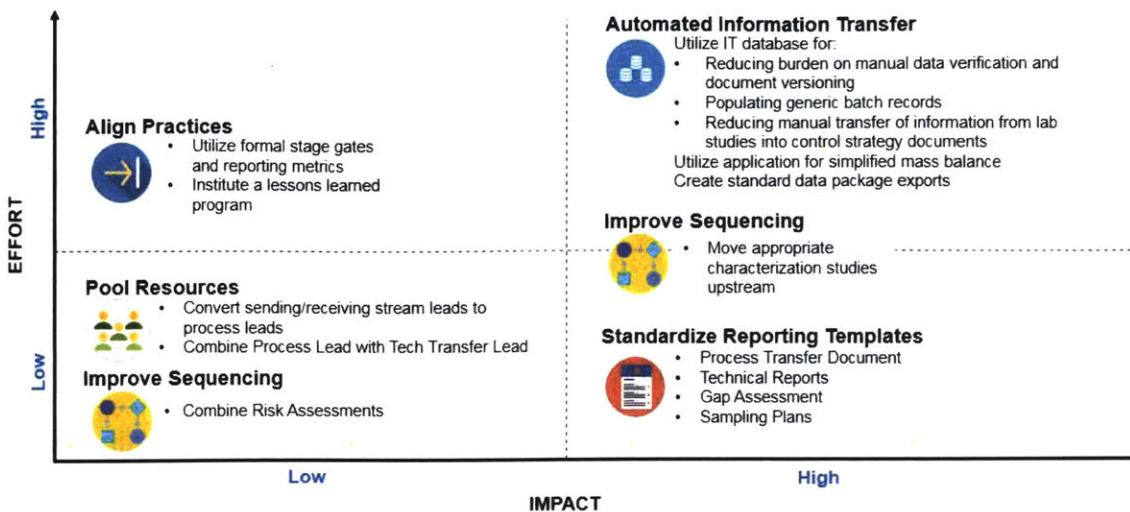 Automated Information Transfer
Utilize IT database for:
• Reducing burden on manual data verification and
document versioning
• Populating generic batch records
• Reducing manual transfer of information from lab
studies into control strategy documents
Utilize application for simplified mass balance
Create standard data package exports
High
Align Practices
• Utilize formal stage gates
and reporting metrics
• Institute a lessons learned
program
EFFORT
Improve Sequencing
• Move appropriate
characterization studies
upstream
Pool Resources
• Convert sending/receiving stream leads to
process leads
• Combine Process Lead with Tech Transfer Lead
Low
Improve Sequencing
• Combine Risk Assessments
Standardize Reporting Templates
• Process Transfer Document
• Technical Reports
• Gap Assessment
• Sampling Plans
Low
High
IMPACT